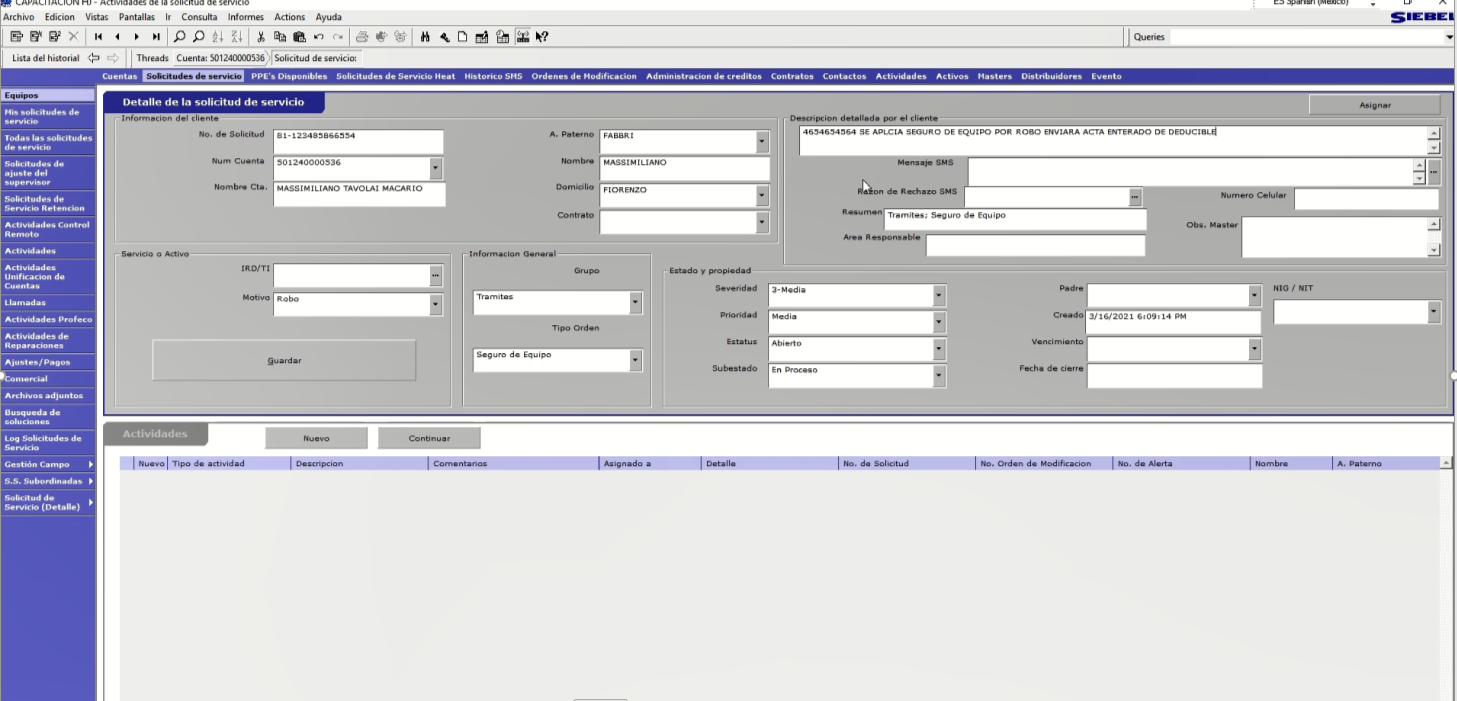 CAPACITACION HJ - Actividades de la solicitud de servicio
ES Spanish (Mexico)
Archivo Edicion Vistas Pantallas Ir Consulta Informes Actions Ayuda
SIEBEL
Queries
Lista del historial Threads Cuenta: 501240000536 Solicitud de servicio:
Cuentas Solicitudes de servicio PPE's Disponibles Solicitudes de Servicio Heat Historico SMS Ordenes de Modificacion Administracion de creditos Contratos Contactos Actividades Activos Masters Distribuidores Evento
Equipos
Mis solicitudes de
servicio
Todas las solicitudes
de servicio
Solicitudes de
ajuste del
supervisor
Solicitudes de
Servicio Retencion
Actividades Control
Remoto
Actividades
Actividades
Unificacion de
Cuentas
Llamadas
Actividades Profeco
Actividades de
Reparaciones
Ajustes/Pagos
Comercial
Archivos adjuntos
Busqueda de
soluciones
Log Solicitudes de
Servicio
Gestión Campo
S.S. Subordinadas
Solicitud de
Servicio (Detalle)
Detalle de la solicitud de servicio
Asignar
Informacion del cliente
No. de Solicitud 81-123485866554
Num Cuenta 501240000536
Nombre Cta. MASSIMILIANO TAVOLAI MACARIO
A. Paterno FABBRI
Nombre MASSIMILIANO
Domicilio FIORENZO
Contrato
Descripcion detallada por el cliente
4654654564 SE APLCIA SEGURO DE EQUIPO POR ROBO ENVIARA ACTA ENTERADO DE DEDUCIBLE
Mensaje SMS
Razon de Rechazo SMS
Numero Celular
Resumen Tramites; Seguro de Equipo
Obs. Master
Area Responsable
Servicio o Activo
IRD/TI
Motivo Robo
Guardar
Informacion General
Grupo
Tramites
Tipo Orden
Seguro de Equipo
Estado y propiedad
Severidad 3-Media
Prioridad Media
Estatus Abierto
Subestado En Proceso
Padre
Creado 3/16/2021 6:09:14 PM
Vencimiento
Fecha de cierre
NIG / NIT
Actividades
Nuevo Continuar
Nuevo Tipo de actividad Descripcion Comentarios Asignado a Detalle No. de Solicitud No. Orden de Modificacion No. de Alerta Nombre A. Paterno